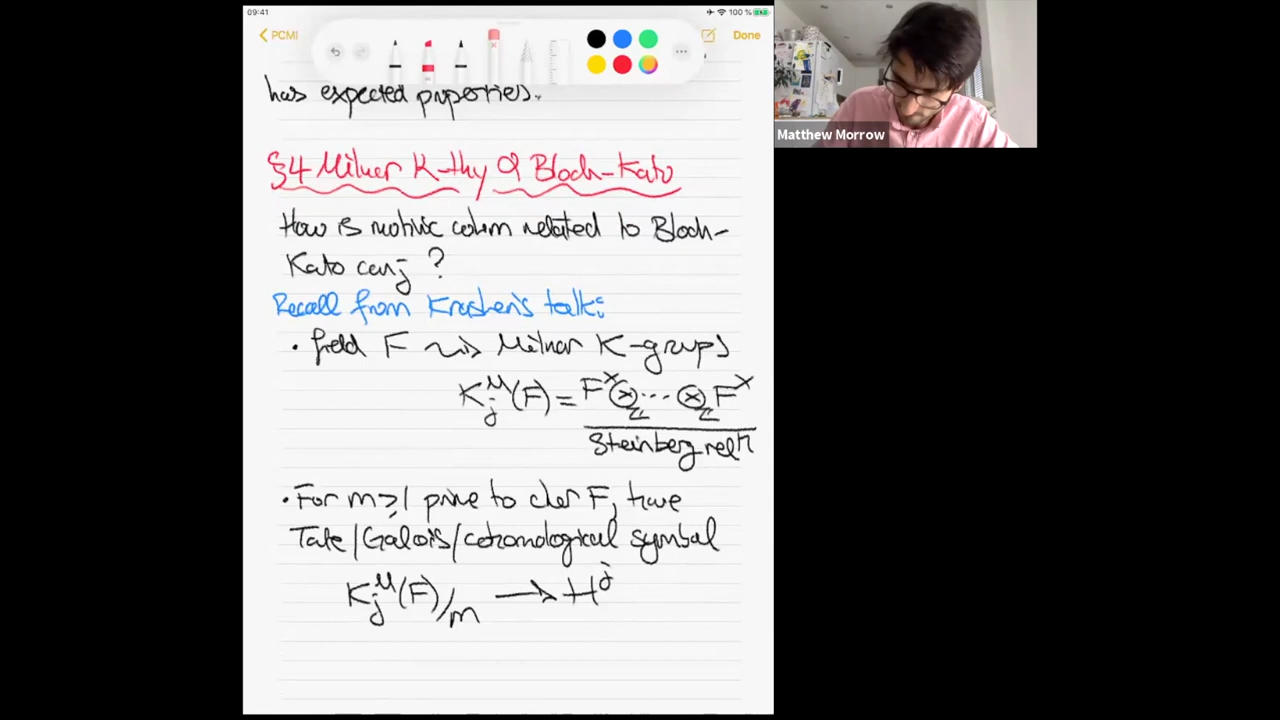 09:41
100 %
PCMI
Done
has expected properties.
§4 Milnor K-thy & Bloch-Kato
How is motivic cohom related to Bloch-
Kato conj ?
Recall from Krashen's talk:
• field F ⇝ Milnor K-groups
K_j^M(F) = F^× ⊗_ℤ ... ⊗_ℤ F^×
Steinberg rel^n
• For m ≥ 1 prime to char F, have
Tate/Galois/cohomological symbol
K_j^M(F)/m → H^j
Matthew Morrow